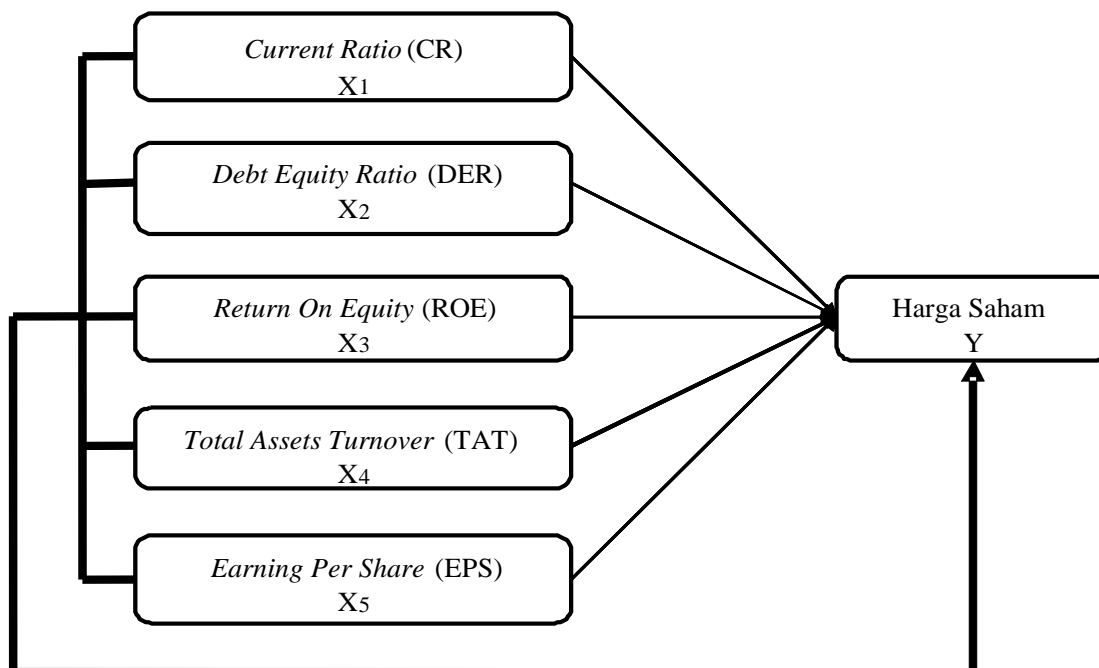 Current Ratio (CR)
X1
Debt Equity Ratio (DER)
X2
Return On Equity (ROE)
X3
Total Assets Turnover (TAT)
X4
Earning Per Share (EPS)
X5
Harga Saham
Y